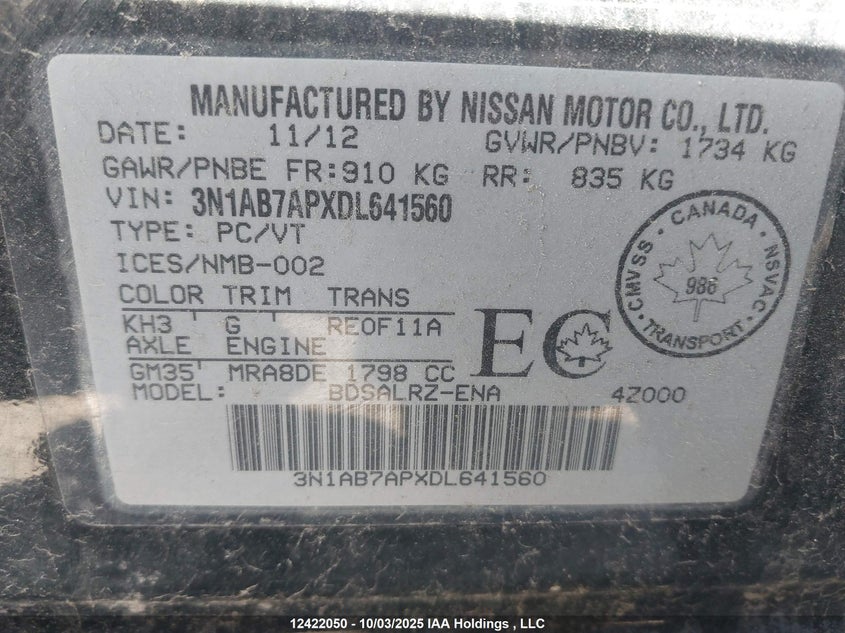 MANUFACTURED BY NISSAN MOTOR CO., LTD.
DATE: 11/12 GVWR/PNBV: 1734 KG
GAWR/PNBE FR:910 KG RR: 835 KG
VIN: 3N1AB7APXDL641560
TYPE: PC/VT
ICES/NMB-002
COLOR TRIM TRANS
KH3 ' G ' RE0F11A
AXLE ENGINE
GM35' MRA8DE 1798 CC
MODEL: BDSALRZ-ENA 4Z000
3N1AB7APXDL641560
EC
CANADA
CMVSS NSVAC
986
TRANSPORT
12422050 - 10/03/2025 IAA Holdings , LLC